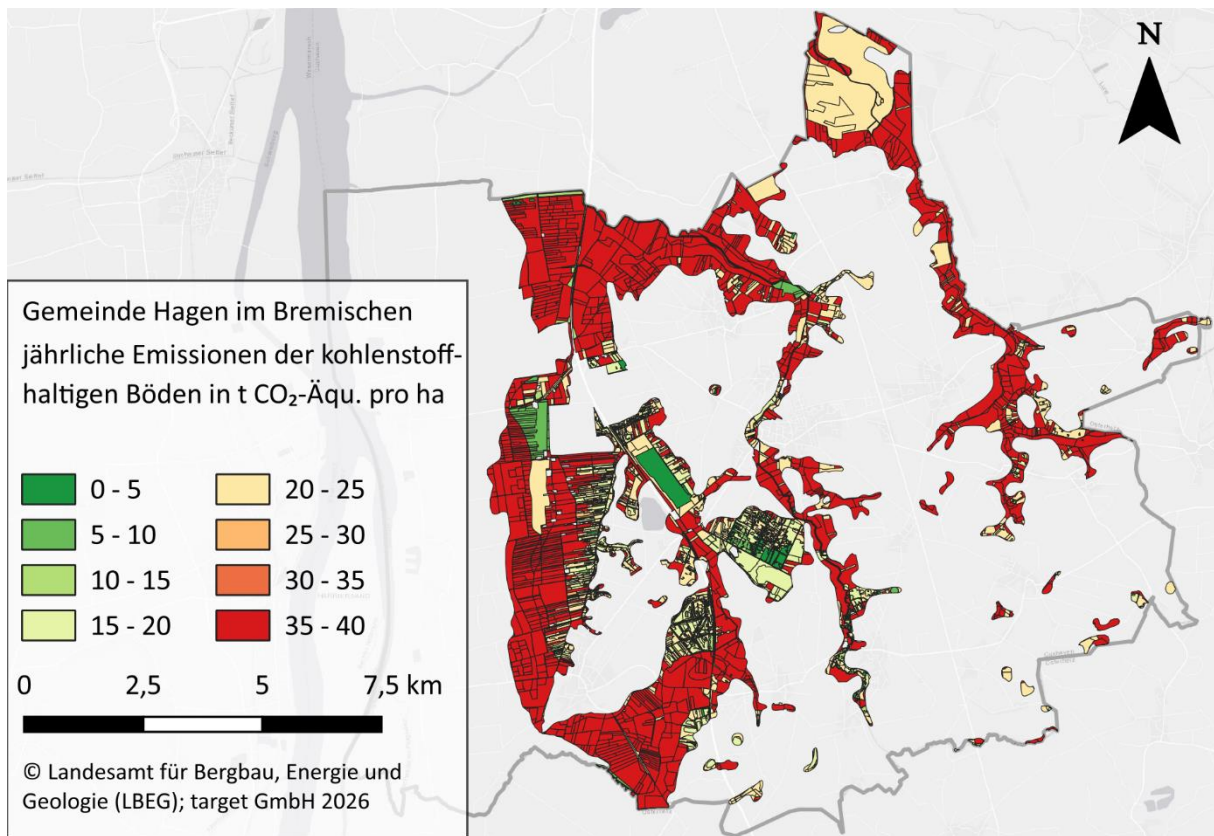 N
Gemeinde Hagen im Bremischen
jährliche Emissionen der kohlenstoff-
haltigen Böden in t CO₂-Äqu. pro ha
0 - 5
20 - 25
5 - 10
25 - 30
10 - 15
30 - 35
15 - 20
35 - 40
0 2,5 5 7,5 km
© Landesamt für Bergbau, Energie und
Geologie (LBEG); target GmbH 2026